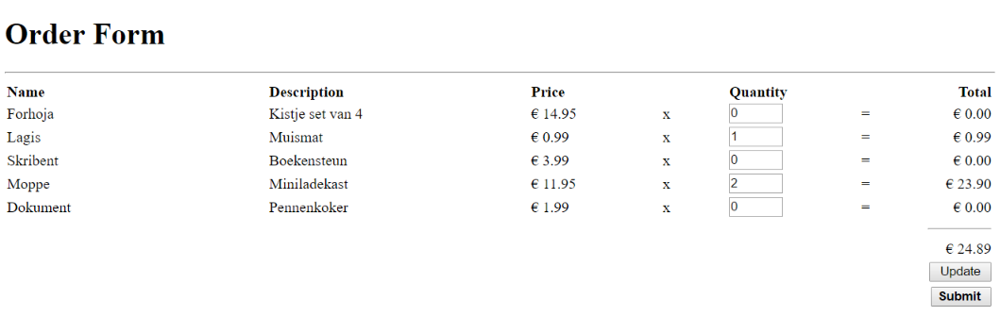 Order Form
Name Description Price Quantity Total
Forhoja Kistje set van 4 € 14.95 x 0 = € 0.00
Lagis Muismat € 0.99 x 1 = € 0.99
Skribent Boekensteun € 3.99 x 0 = € 0.00
Moppe Miniladekast € 11.95 x 2 = € 23.90
Dokument Pennenkoker € 1.99 x 0 = € 0.00
€ 24.89
Update
Submit